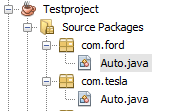 Testproject
Source Packages
com.ford
Auto.java
com.tesla
Auto.java